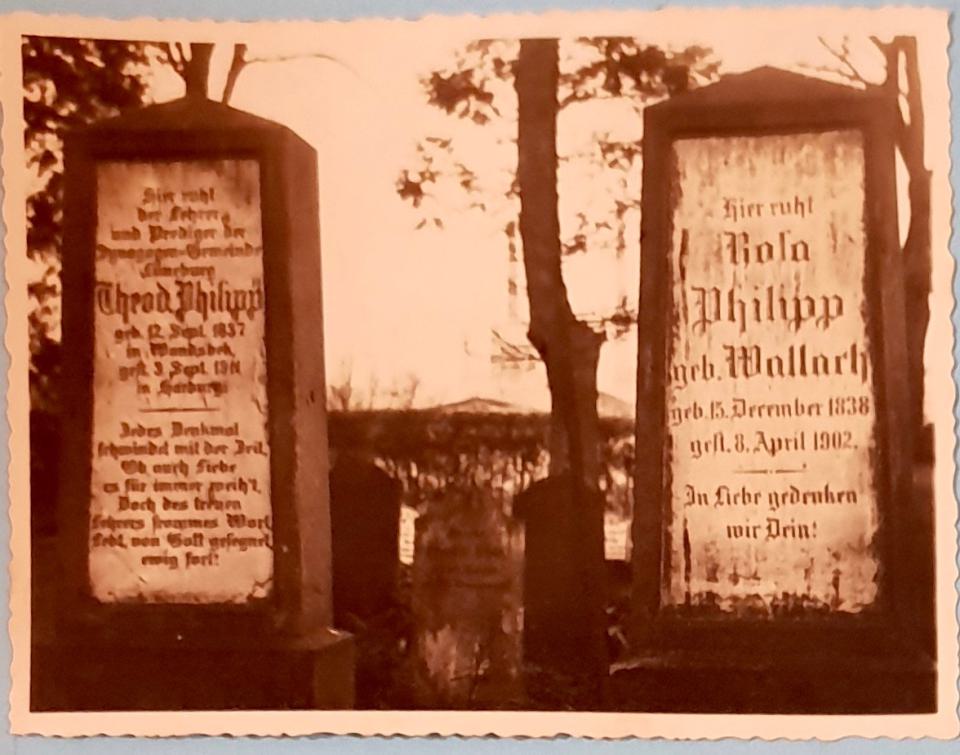 Hier ruht
der Lehrer
und Prediger der
Synagogen-Gemeinde
Lüneburg
Theod. Philipp
geb. 12. Sept. 1837
in Wandsbek,
gest. 3. Sept. 1911
in Harburg.
Jedes Denkmal
schwindet mit der Zeit,
Ob auch Liebe
es für immer weih't,
Doch des treuen
Lehrers frommes Wort
Lebt von Gott gesegnet
ewig fort!
Hier ruht
Rosa
Philipp
geb. Wallach
geb. 15. December 1838
gest. 8. April 1902.
In Liebe gedenken
wir Dein!